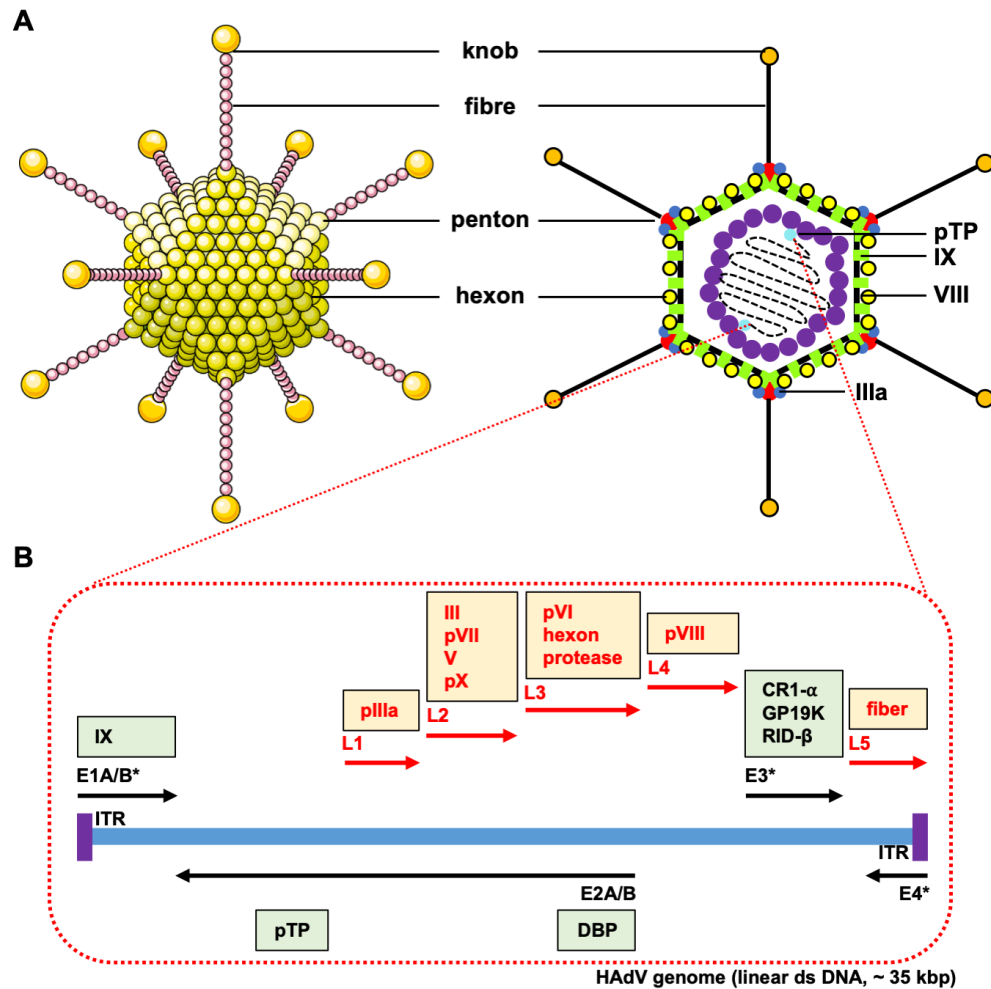 A
knob
fibre
penton
hexon
pTP
IX
VIII
IIIa
B
III
pVII
V
pX
pVI
hexon
protease
pVIII
pIIIa
L1
L2
L3
L4
CR1-α
GP19K
RID-β
fiber
L5
IX
E1A/B*
E3*
ITR
ITR
E2A/B
E4*
pTP
DBP
HAdV genome (linear ds DNA, ~ 35 kbp)